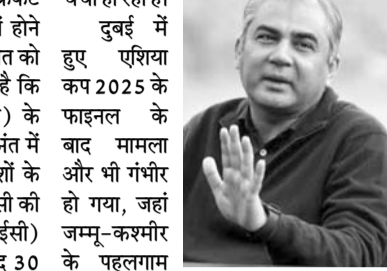 होने
दुबई में
त को
हुए एशिया
है कि
कप 2025 के
) के
फाइनल के
अंत में
बाद मामला
शों के
और भी गंभीर
सी की
हो गया, जहां
ईसी)
जम्मू-कश्मीर
30
के पहलगाम